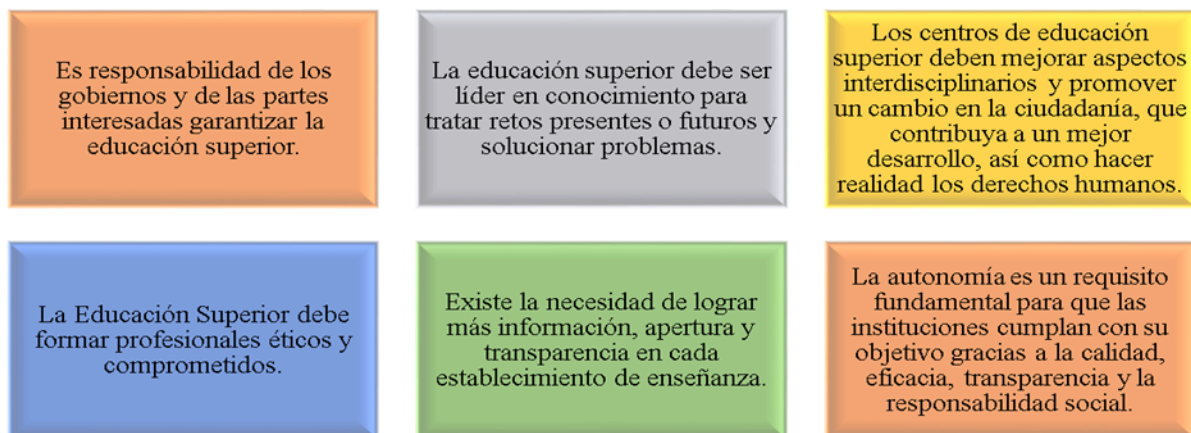 Es responsabilidad de los
gobiernos y de las partes
interesadas garantizar la
educación superior.
La educación superior debe ser
líder en conocimiento para
tratar retos presentes o futuros y
solucionar problemas.
Los centros de educación
superior deben mejorar aspectos
interdisciplinarios y promover
un cambio en la ciudadanía, que
contribuya a un mejor
desarrollo, así como hacer
realidad los derechos humanos.
La Educación Superior debe
formar profesionales éticos y
comprometidos.
Existe la necesidad de lograr
más información, apertura y
transparencia en cada
establecimiento de enseñanza.
La autonomía es un requisito
fundamental para que las
instituciones cumplan con su
objetivo gracias a la calidad,
eficacia, transparencia y la
responsabilidad social.